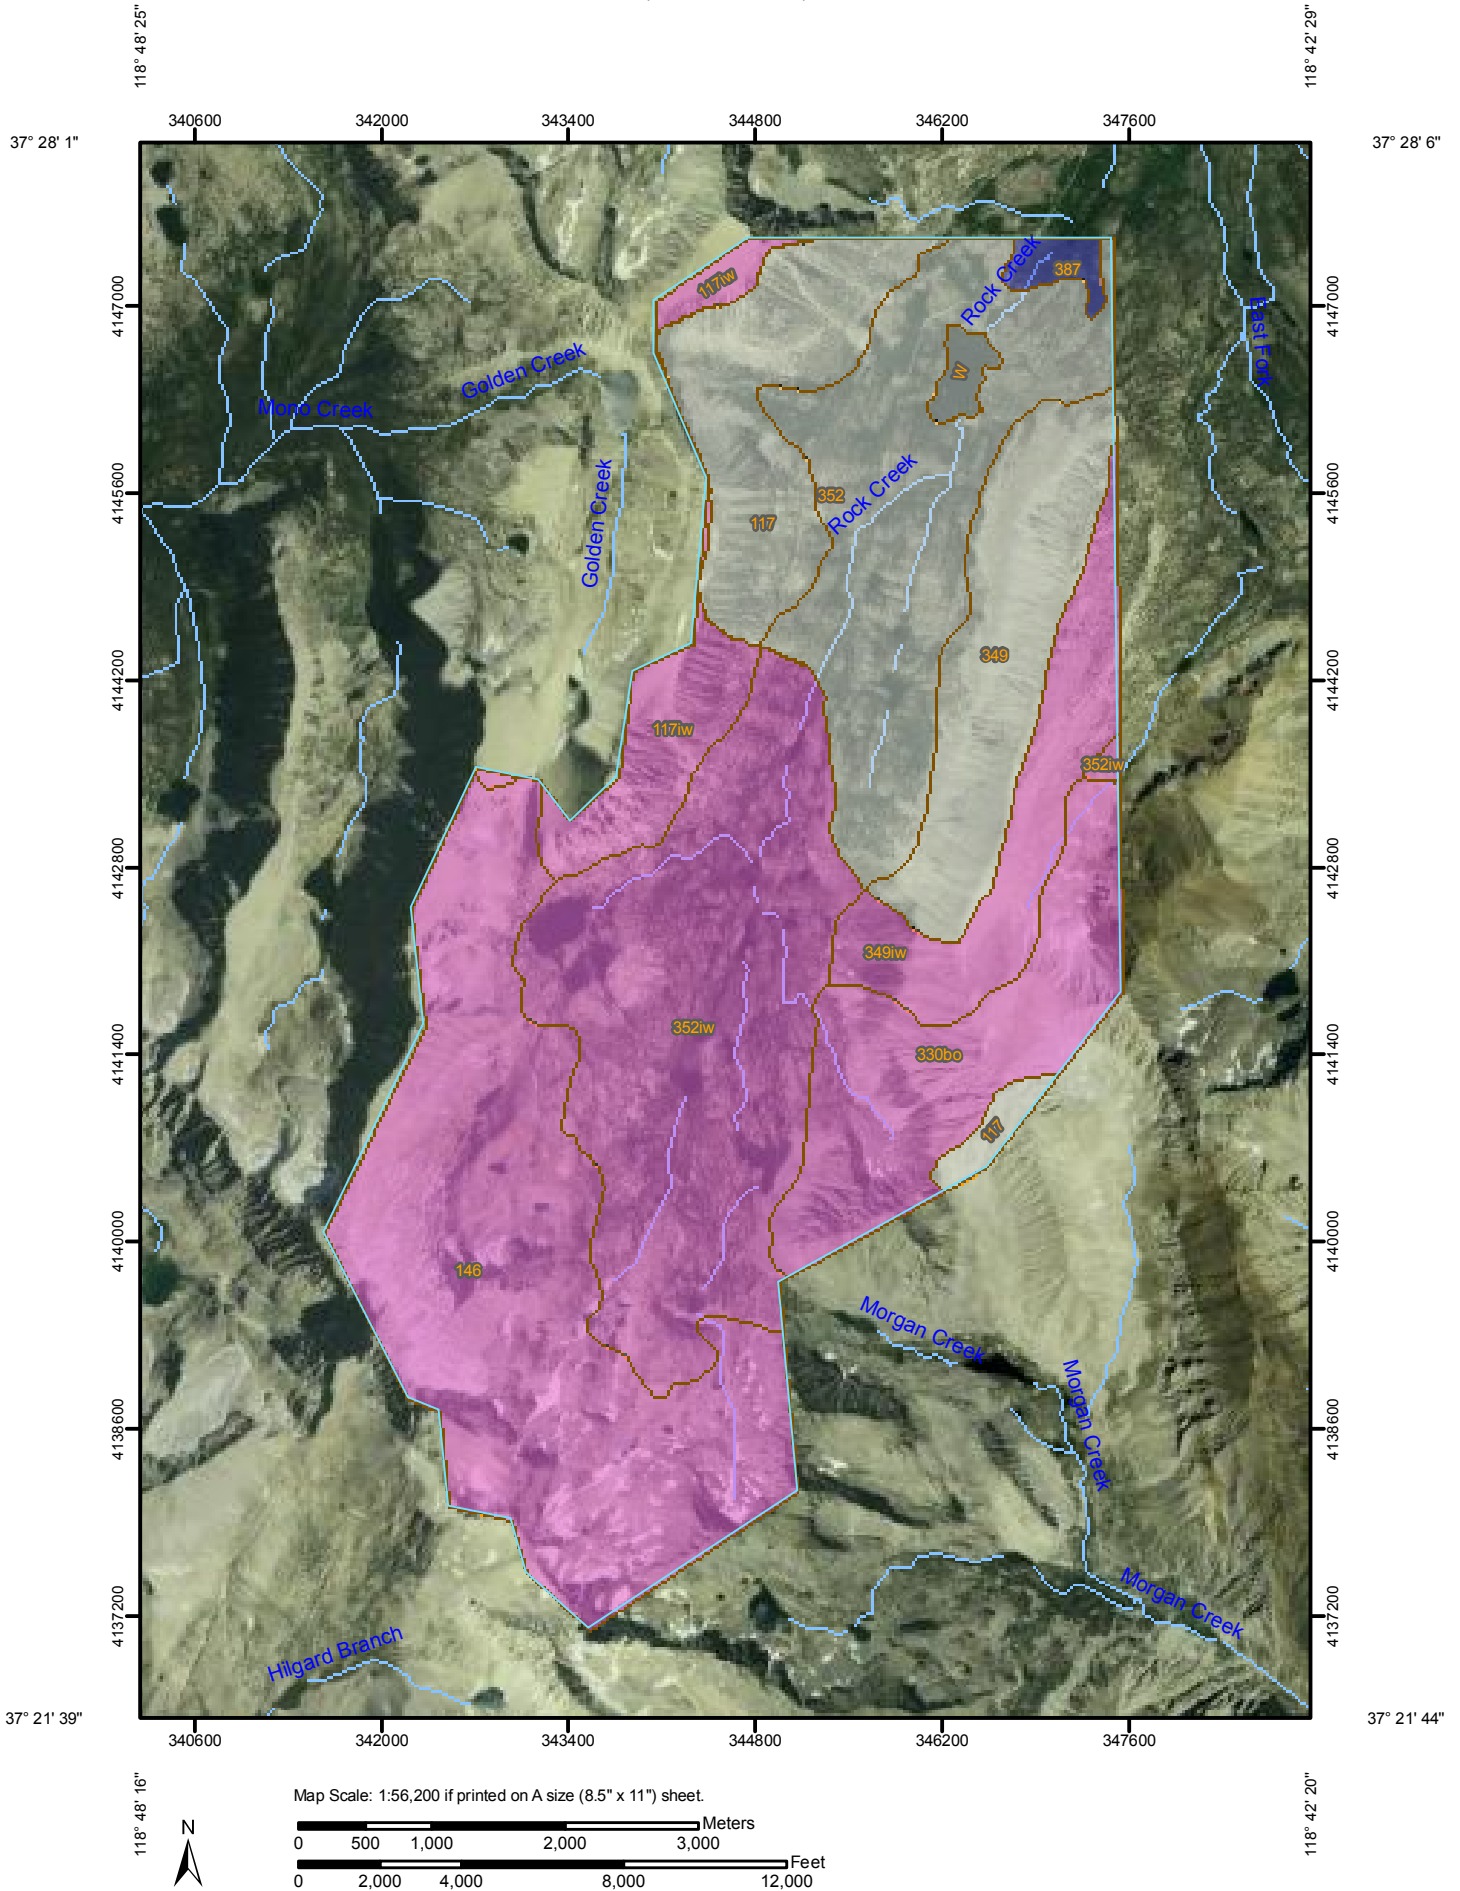 118° 48' 25"
118° 42' 29"
37° 28' 1"
37° 28' 6"
340600
342000
343400
344800
346200
347600
4147000
4145600
4144200
4142800
4141400
4140000
4138600
4137200
4147000
4145600
4144200
4142800
4141400
4140000
4138600
4137200
117iw
Rock Creek
387
East Fork
Golden Creek
Mono Creek
W
Golden Creek
352
Rock Creek
117
349
117iw
352iw
349iw
352iw
330bo
117
146
Morgan Creek
Morgan Creek
Morgan Creek
Hilgard Branch
37° 21' 39"
37° 21' 44"
340600
342000
343400
344800
346200
347600
118° 48' 16"
118° 42' 20"
N
Map Scale: 1:56,200 if printed on A size (8.5" x 11") sheet.
Meters
0 500 1,000 2,000 3,000
Feet
0 2,000 4,000 8,000 12,000